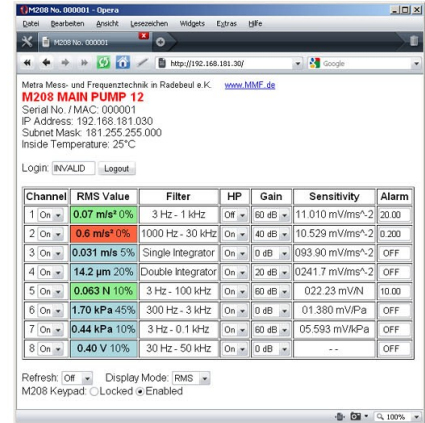 M208 No. 000001 - Opera
Datei Bearbeiten Ansicht Lesezeichen Widgets Extras Hilfe
M208 No. 000001
http://192.168.181.30/ Google
Metra Mess- und Frequenztechnik in Radebeul e.K. www.MMF.de
M208 MAIN PUMP 12
Serial No. / MAC: 000001
IP Address: 192.168.181.030
Subnet Mask: 181.255.255.000
Inside Temperature: 25°C
Login: INVALID Logout
Channel RMS Value Filter HP Gain Sensitivity Alarm
1 On 0.07 m/s² 0% 3 Hz - 1 kHz Off 60 dB 11.010 mV/ms^-2 20.00
2 On 0.6 m/s² 0% 1000 Hz - 30 kHz On 40 dB 10.529 mV/ms^-2 0.200
3 On 0.031 m/s 5% Single Integrator On 0 dB 093.90 mV/ms^-2 OFF
4 On 14.2 µm 20% Double Integrator On 20 dB 0241.7 mV/ms^-2 OFF
5 On 0.063 N 10% 3 Hz - 100 kHz On 60 dB 022.23 mV/N 10.00
6 On 1.70 kPa 45% 300 Hz - 3 kHz On 0 dB 01.380 mV/Pa OFF
7 On 0.44 kPa 10% 3 Hz - 0.1 kHz On 60 dB 05.593 mV/kPa OFF
8 On 0.40 V 10% 30 Hz - 50 kHz On 0 dB - - OFF
Refresh: Off Display Mode: RMS
M208 Keypad: Locked Enabled
100%